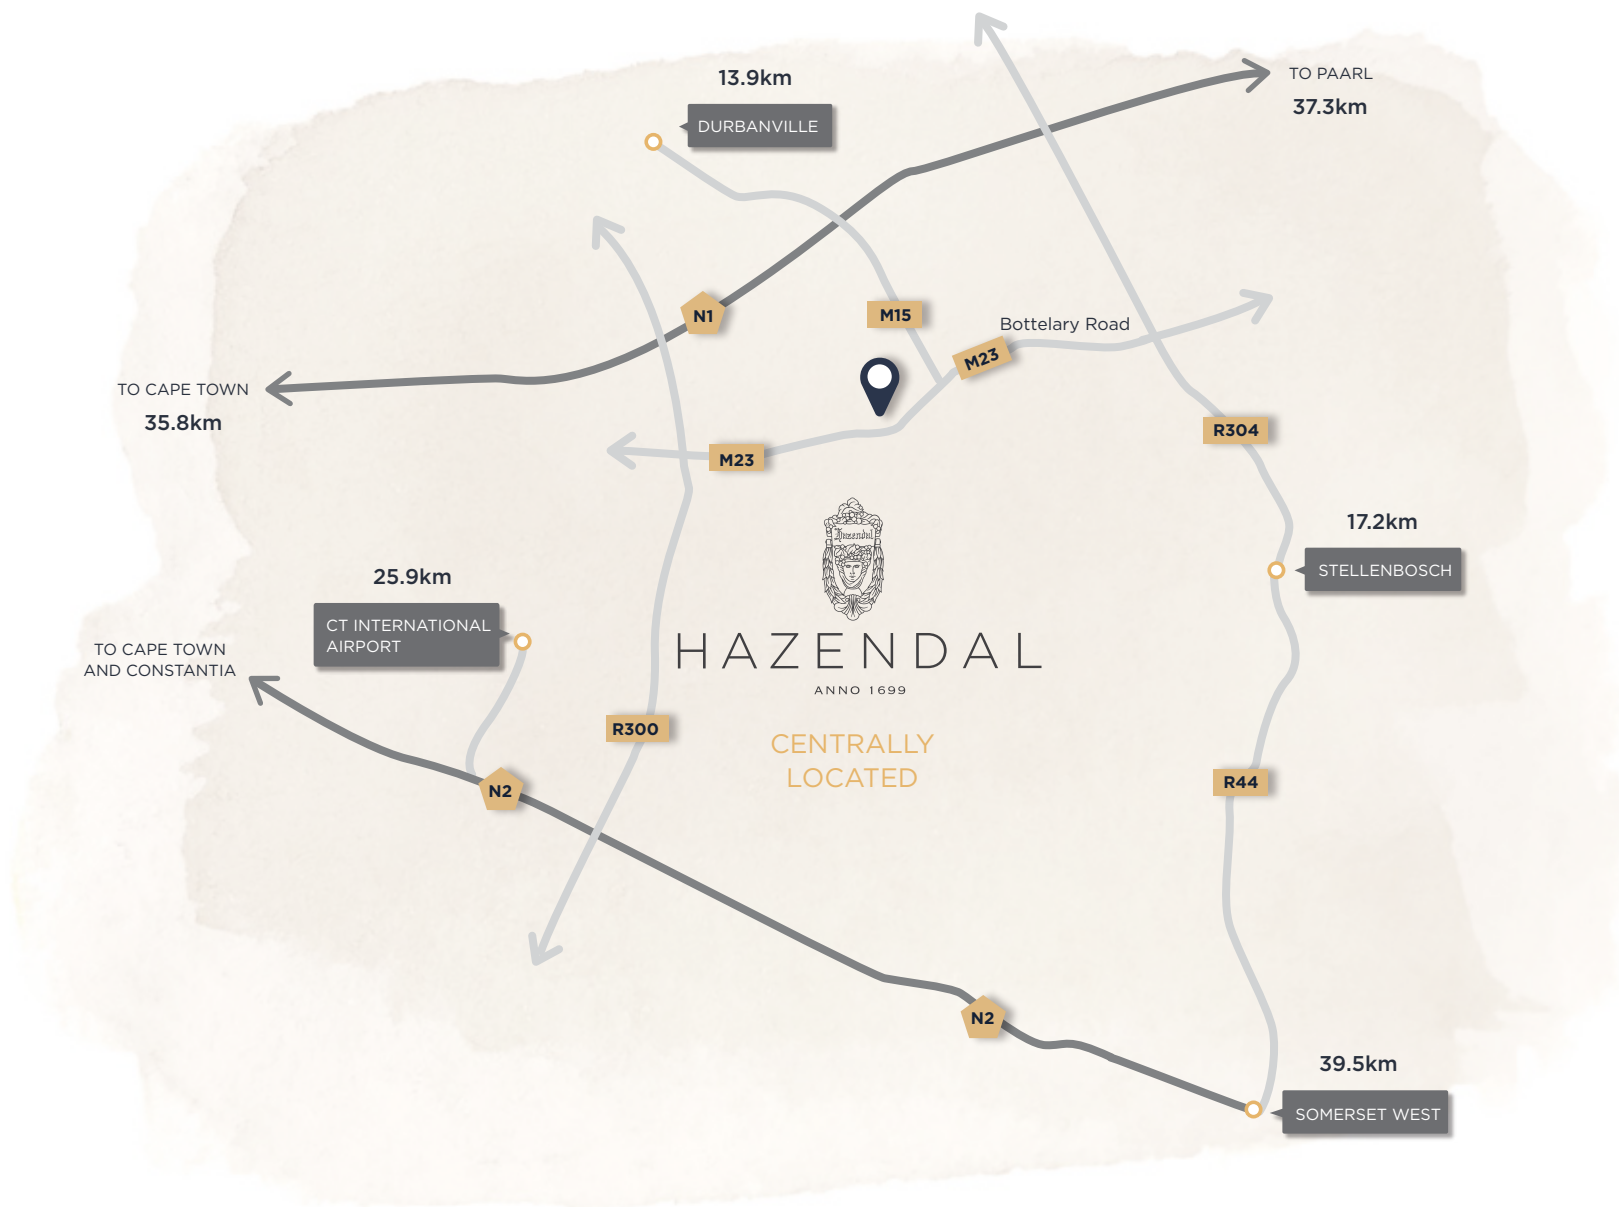 13.9km
DURBANVILLE
TO PAARL
37.3km
N1
M15
Bottelary Road
M23
TO CAPE TOWN
35.8km
M23
R304
Hazendal
17.2km
STELLENBOSCH
25.9km
CT INTERNATIONAL
AIRPORT
TO CAPE TOWN
AND CONSTANTIA
HAZENDAL
ANNO 1699
R300
CENTRALLY
LOCATED
N2
R44
N2
39.5km
SOMERSET WEST